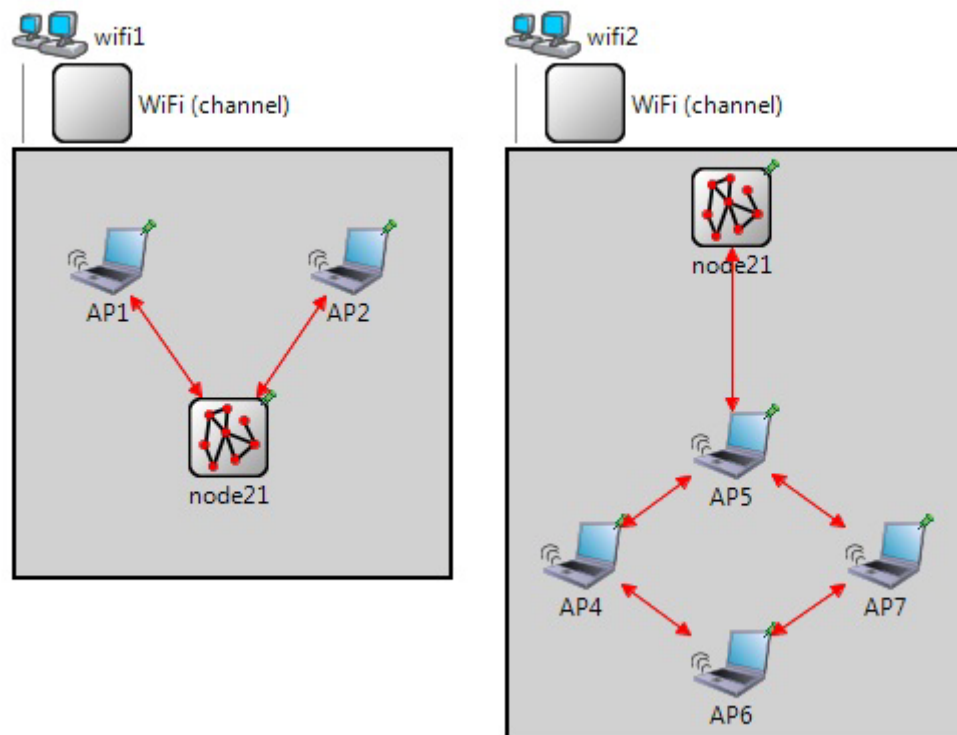 wifi1
WiFi (channel)
AP1
AP2
node21
wifi2
WiFi (channel)
node21
AP5
AP4
AP7
AP6